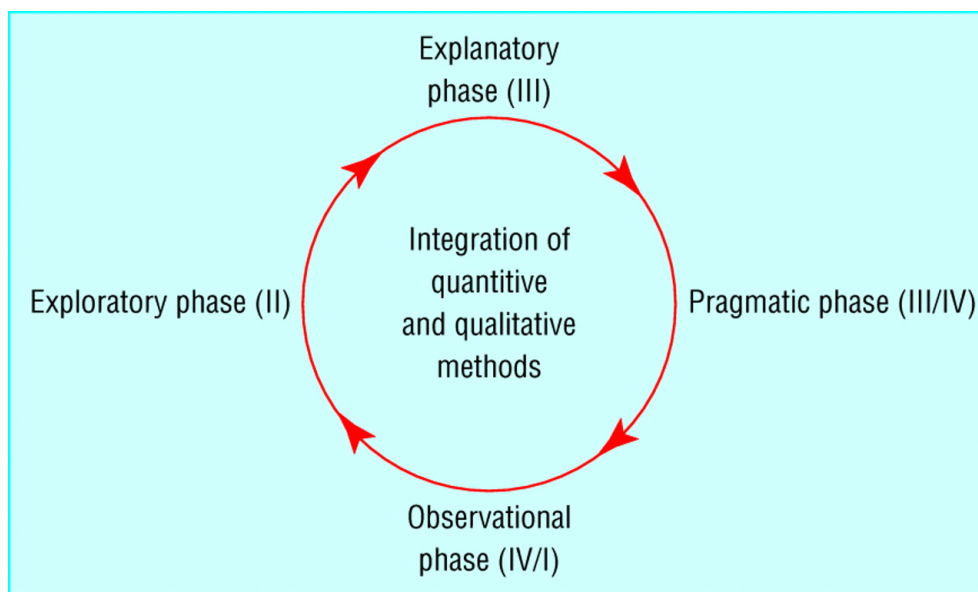 Explanatory
phase (III)
Integration of
quantitive
and qualitative
methods
Exploratory phase (II)
Pragmatic phase (III/IV)
Observational
phase (IV/I)